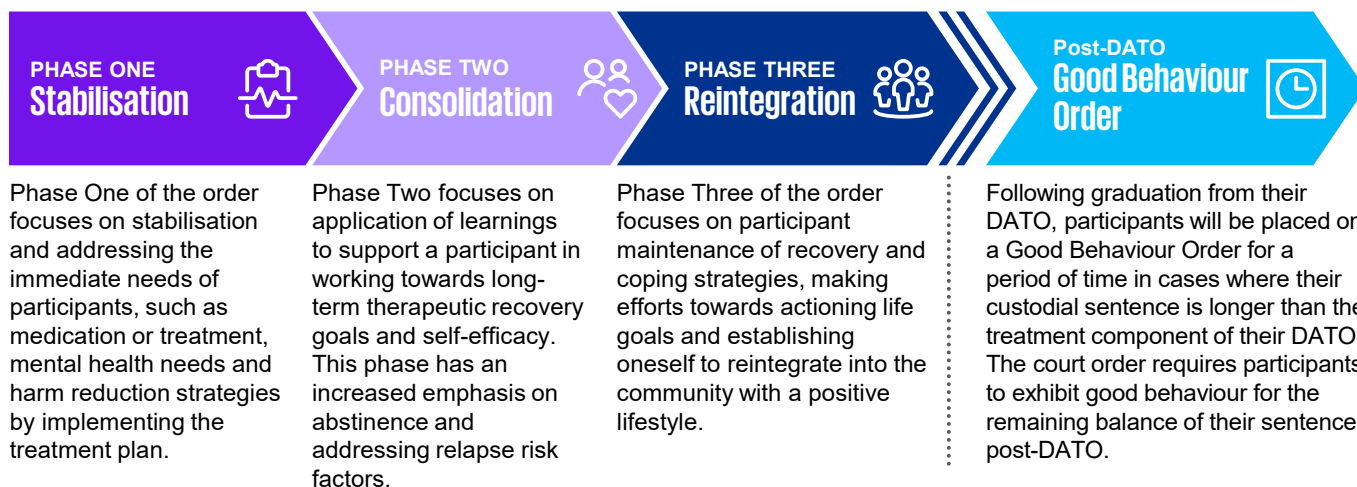 PHASE ONE
Stabilisation
Phase One of the order
focuses on stabilisation
and addressing the
immediate needs of
participants, such as
medication or treatment,
mental health needs and
harm reduction strategies
by implementing the
treatment plan.
PHASE TWO
Consolidation
Phase Two focuses on
application of learnings
to support a participant in
working towards long-
term therapeutic recovery
goals and self-efficacy.
This phase has an
increased emphasis on
abstinence and
addressing relapse risk
factors.
PHASE THREE
Reintegration
Phase Three of the order
focuses on participant
maintenance of recovery and
coping strategies, making
efforts towards actioning life
goals and establishing
oneself to reintegrate into the
community with a positive
lifestyle.
Post-DATO
Good Behaviour
Order
Following graduation from their
DATO, participants will be placed on
a Good Behaviour Order for a
period of time in cases where their
custodial sentence is longer than the
treatment component of their DATO
The court order requires participants
to exhibit good behaviour for the
remaining balance of their sentence
post-DATO.